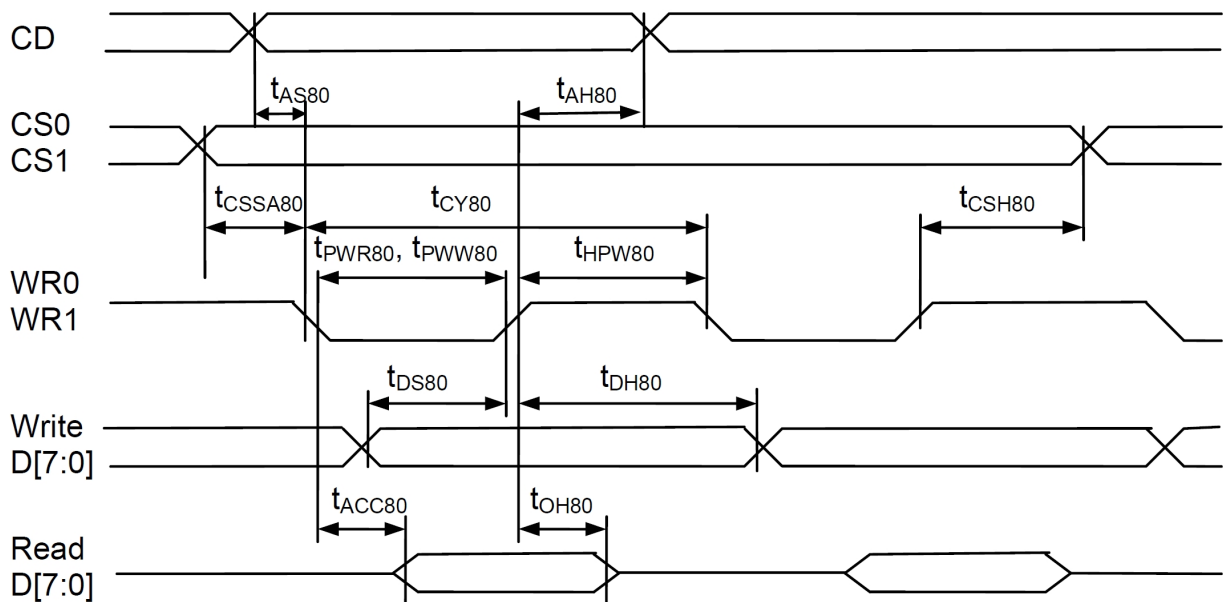 CD
tAS80
tAH80
CS0
CS1
tCSSA80
tCY80
tCSH80
tPWR80, tPWW80
tHPW80
WR0
WR1
tDS80
tDH80
Write
D[7:0]
tACC80
tOH80
Read
D[7:0]